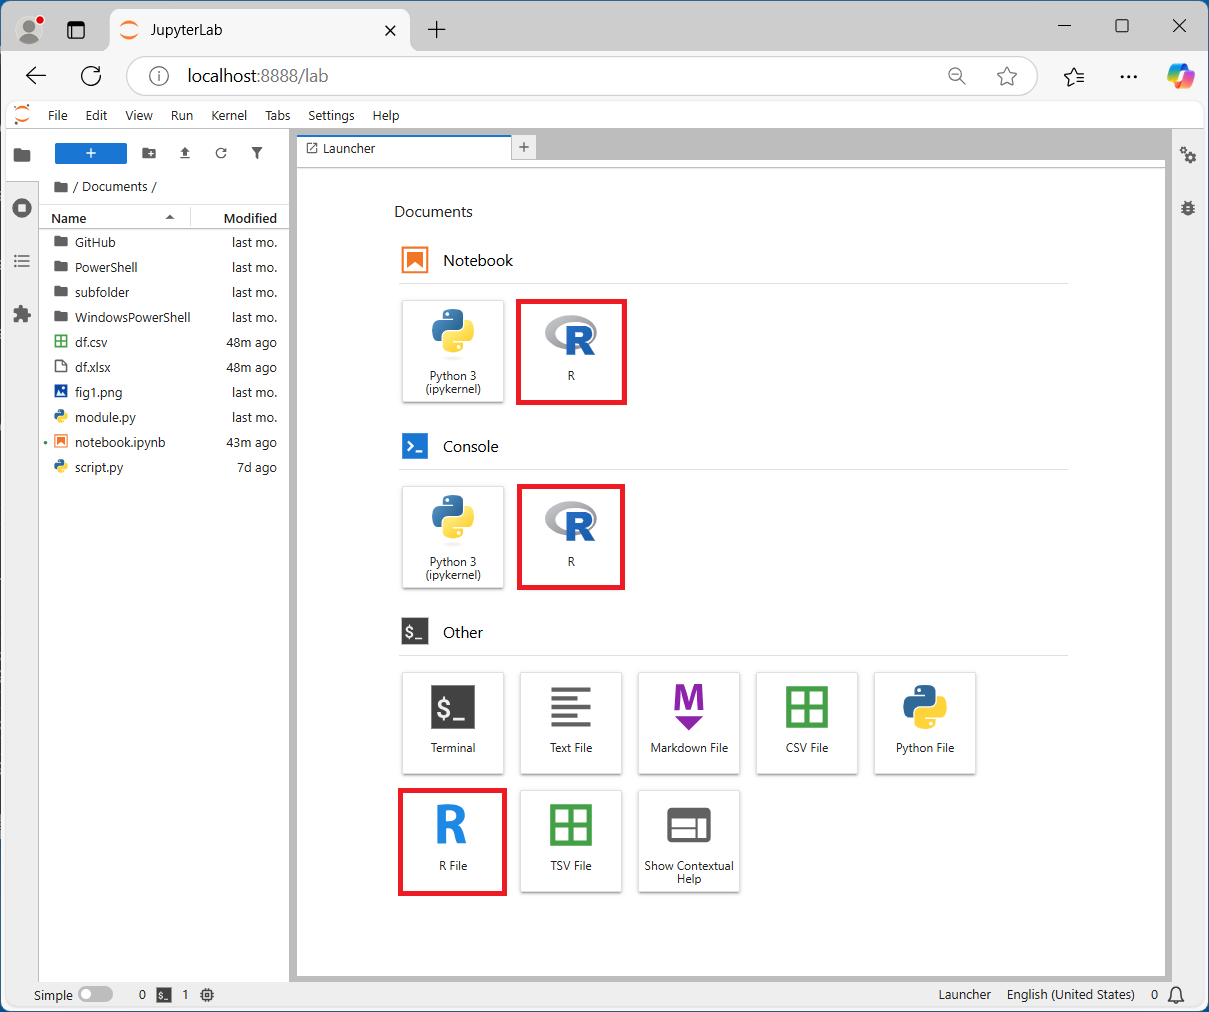 JupyterLab
localhost:8888/lab
File Edit View Run Kernel Tabs Settings Help
Launcher
/ Documents /
Name Modified
GitHub last mo.
PowerShell last mo.
subfolder last mo.
WindowsPowerShell last mo.
df.csv 48m ago
df.xlsx 48m ago
fig1.png last mo.
module.py last mo.
notebook.ipynb 43m ago
script.py 7d ago
Documents
Notebook
Python 3
(ipykernel)
R
R
Console
Python 3
(ipykernel)
R
R
$_ Other
$_
Terminal
Text File
M
Markdown File
CSV File
Python File
R
R File
TSV File
Show Contextual
Help
Simple 0 $_ 1 Launcher English (United States) 0